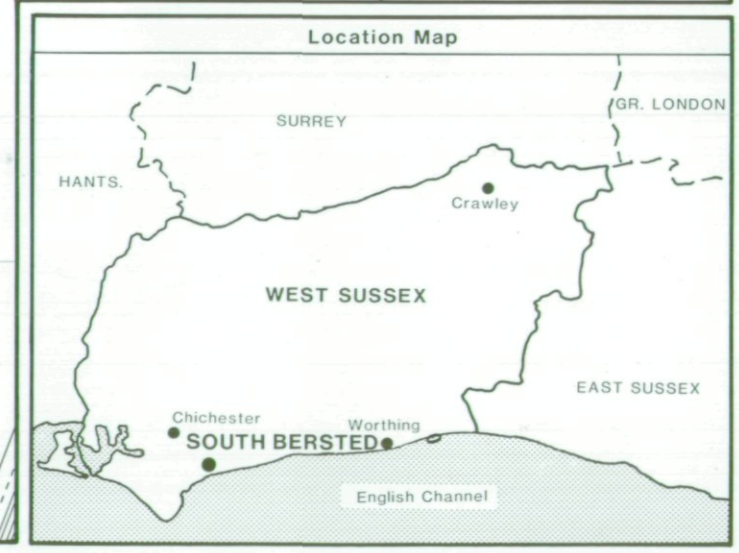 Location Map
GR. LONDON
SURREY
HANTS.
Crawley
WEST SUSSEX
EAST SUSSEX
Chichester
Worthing
SOUTH BERSTED
English Channel